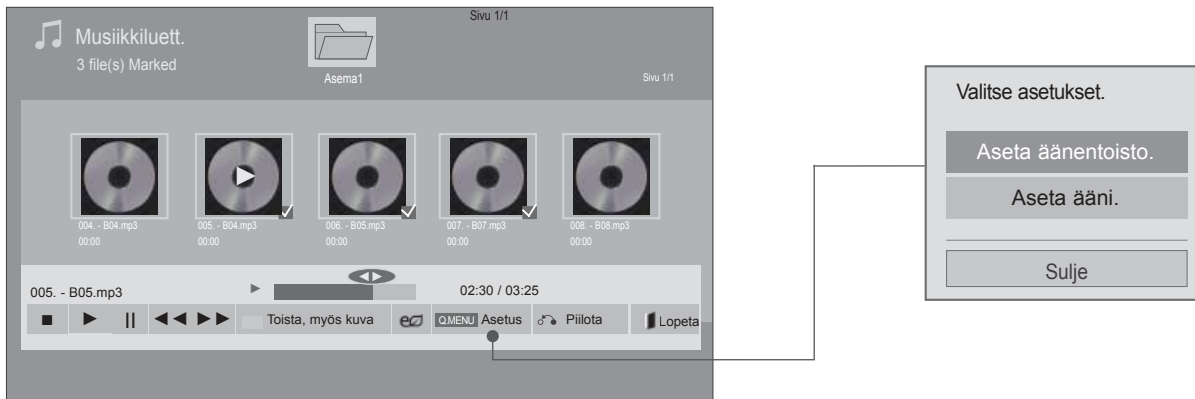 Sivu 1/1
Musiikkiluett.
3 file(s) Marked
Asema1
Sivu 1/1
004. - B04.mp3
00:00
005. - B04.mp3
00:00
006. - B05.mp3
00:00
007. - B07.mp3
00:00
008. - B08.mp3
00:00
005. - B05.mp3
02:30 / 03:25
Toista, myös kuva
Q.MENU Asetus
Piilota
Lopeta
Valitse asetukset.
Aseta äänentoisto.
Aseta ääni.
Sulje